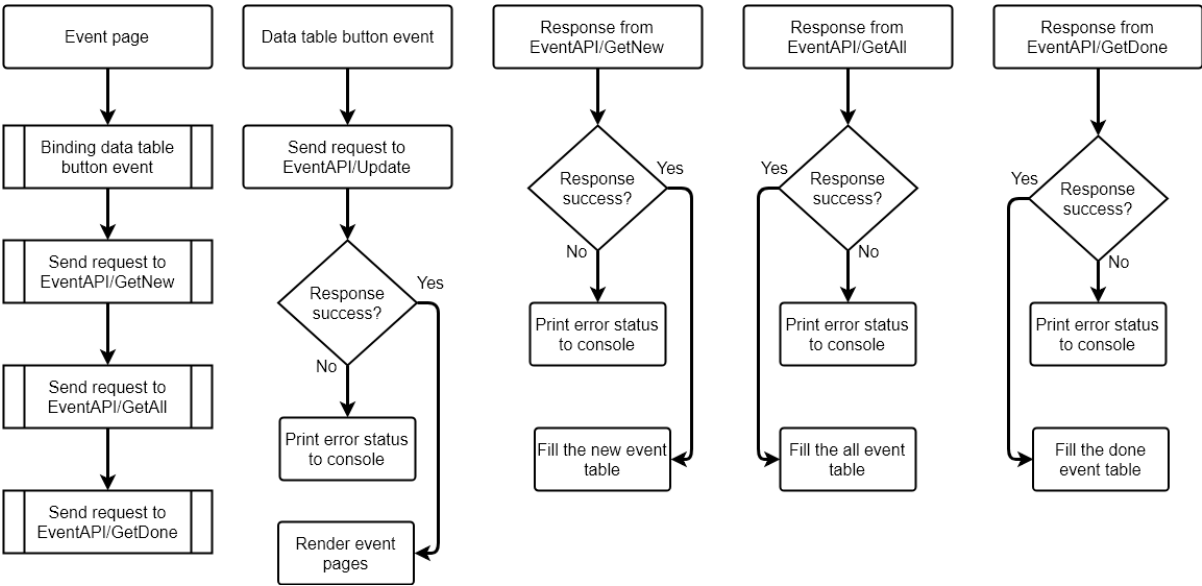 Event page
Binding data table
button event
Send request to
EventAPI/GetNew
Send request to
EventAPI/GetAll
Send request to
EventAPI/GetDone
Data table button event
Send request to
EventAPI/Update
Response
success?
Yes
No
Print error status
to console
Render event
pages
Response from
EventAPI/GetNew
Response
success?
Yes
No
Print error status
to console
Fill the new event
table
Response from
EventAPI/GetAll
Yes
Response
success?
No
Print error status
to console
Fill the all event
table
Response from
EventAPI/GetDone
Yes
Response
success?
No
Print error status
to console
Fill the done
event table